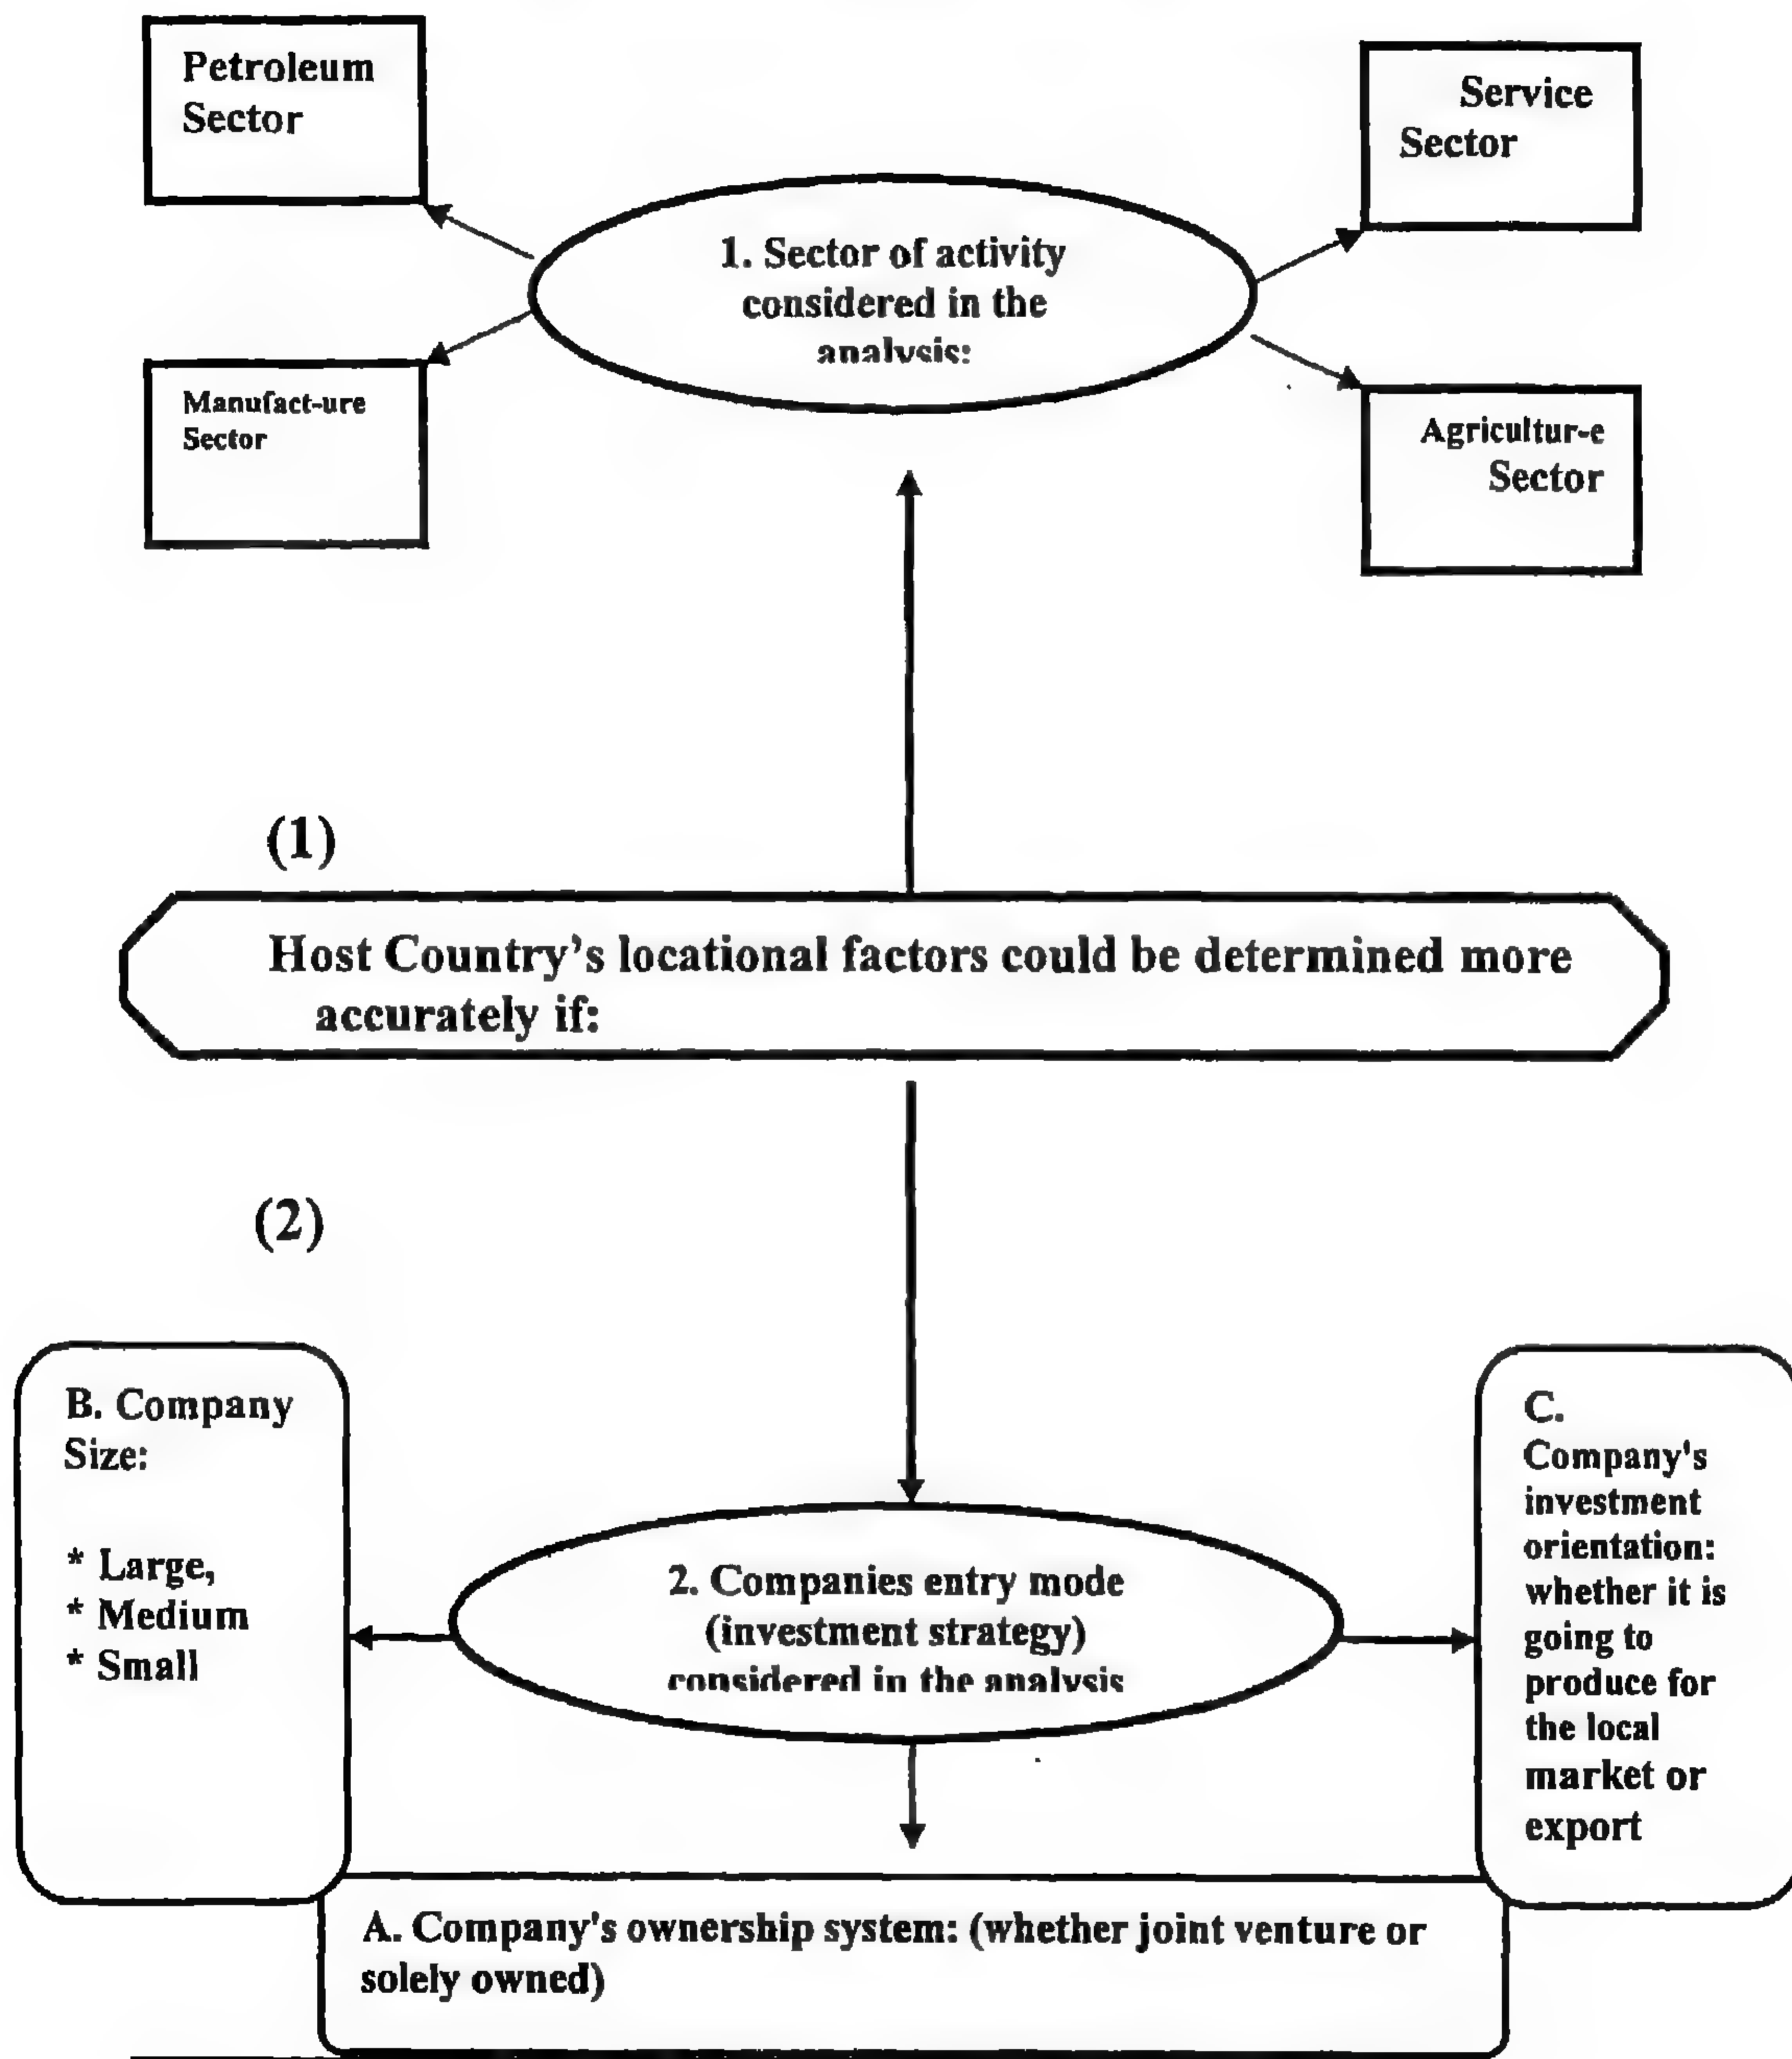 Petroleum
Sector
Service
Sector
1. Sector of activity
considered in the
analysis:
Manufact-ure
Sector
Agricultur-e
Sector
(1)
Host Country's locational factors could be determined more
accurately if:
(2)
B. Company
Size:
* Large,
* Medium
* Small
2. Companies entry mode
(investment strategy)
considered in the analysis
C.
Company's
investment
orientation:
whether it is
going to
produce for
the local
market or
export
A. Company's ownership system: (whether joint venture or
solely owned)